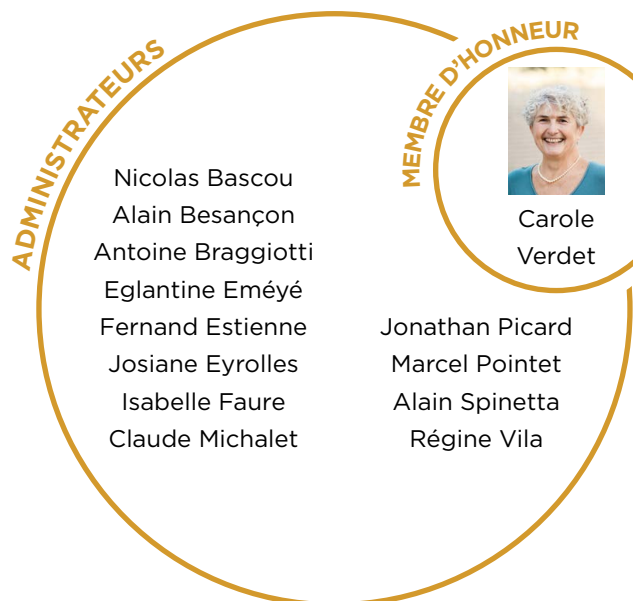 ADMINISTRATEURS
Nicolas Bascou
Alain Besançon
Antoine Braggiotti
Eglantine Eméyé
Fernand Estienne
Josiane Eyrolles
Isabelle Faure
Claude Michalet
Jonathan Picard
Marcel Pointet
Alain Spinetta
Régine Vila
MEMBRE D'HONNEUR
Carole
Verdet